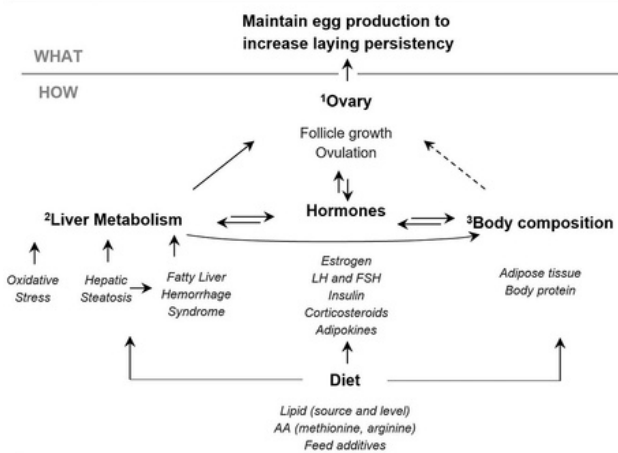 Maintain egg production to
increase laying persistency
WHAT
HOW
¹Ovary
Follicle growth
Ovulation
²Liver Metabolism
Hormones
³Body composition
Oxidative
Stress
Hepatic
Steatosis
Fatty Liver
Hemorrhage
Syndrome
Estrogen
LH and FSH
Insulin
Corticosteroids
Adipokines
Adipose tissue
Body protein
Diet
Lipid (source and level)
AA (methionine, arginine)
Feed additives